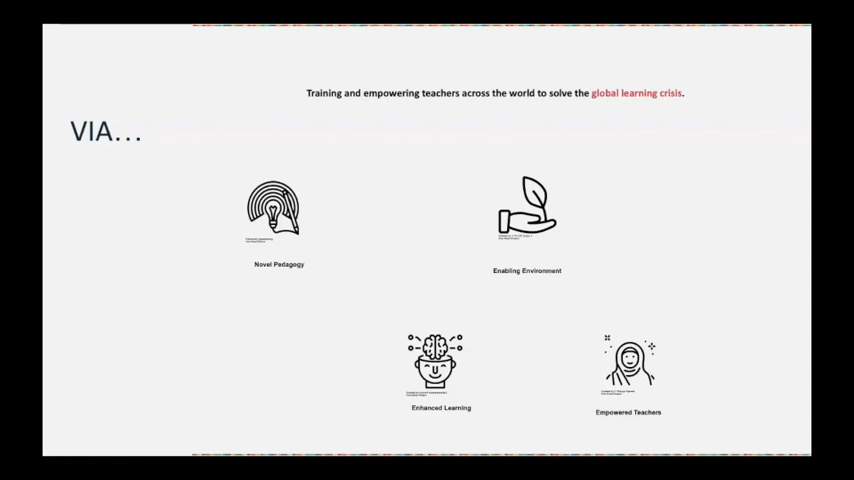 Training and empowering teachers across the world to solve the global learning crisis.
VIA...
Novel Pedagogy
Enabling Environment
Enhanced Learning
Empowered Teachers